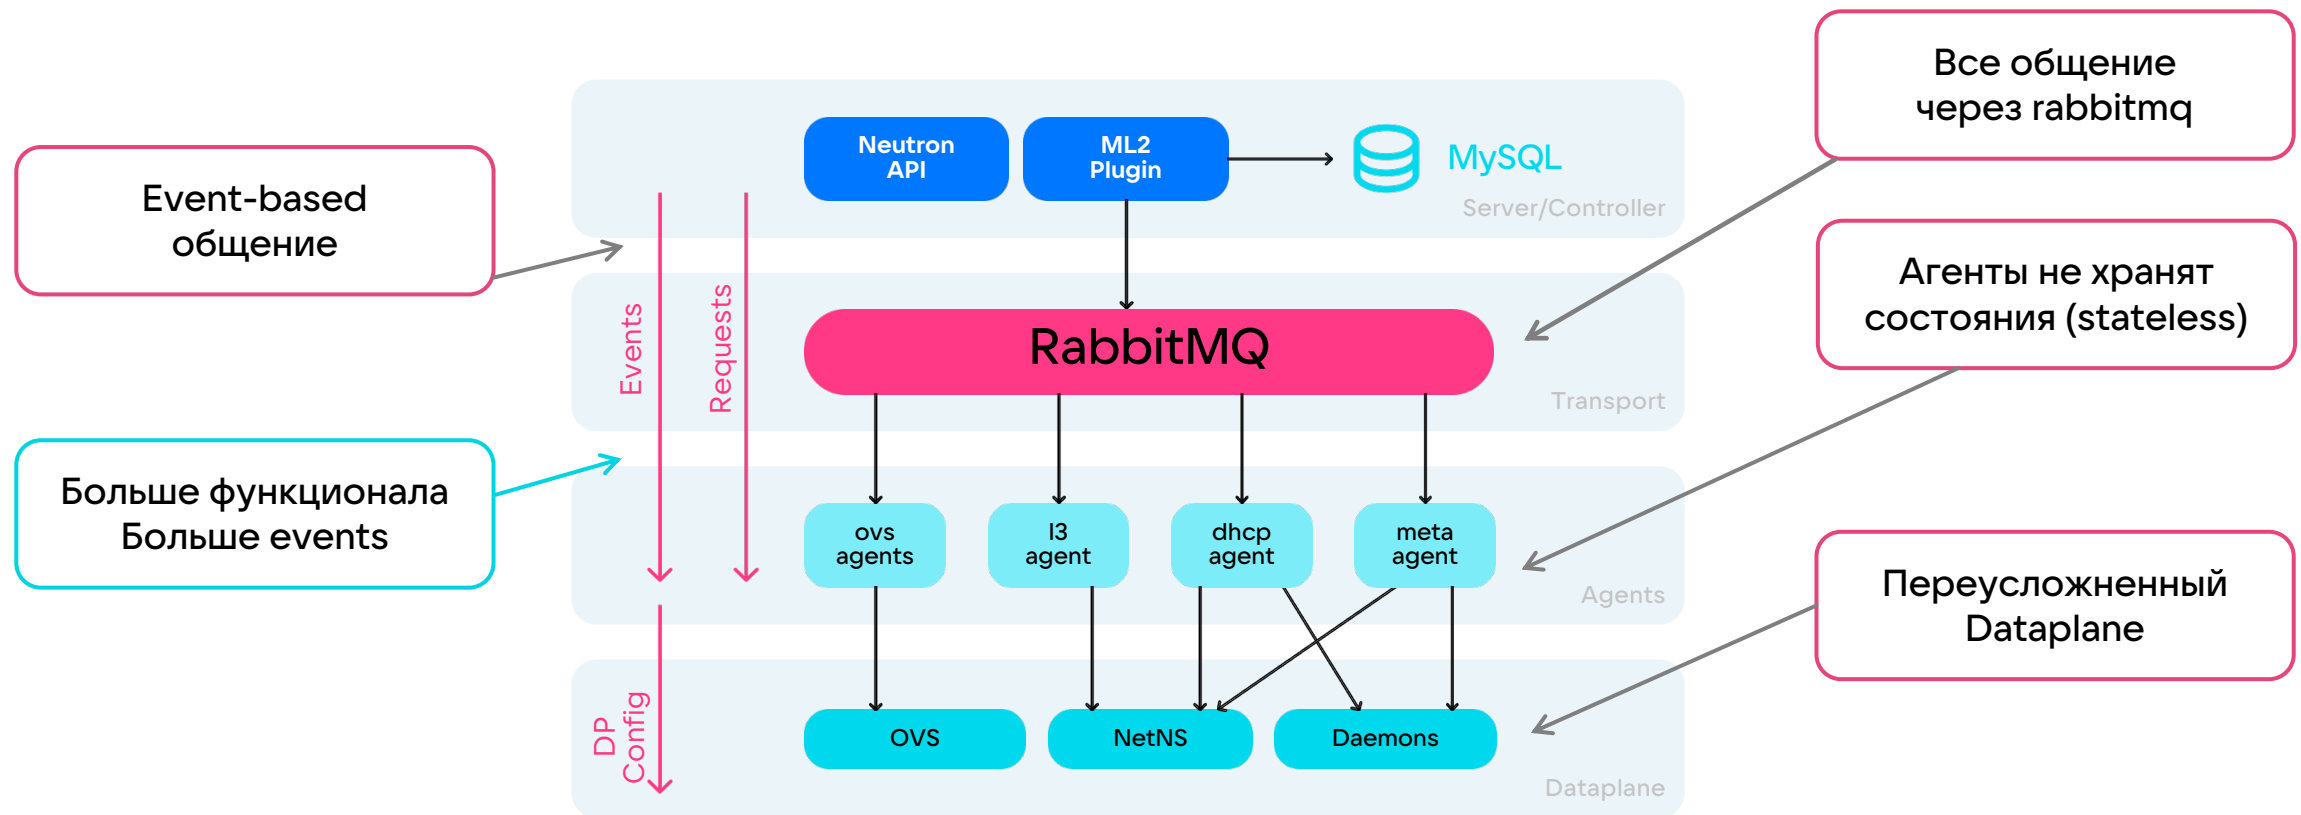 Все общение
через rabbitmq
Neutron
API
ML2
Plugin
MySQL
Server/Controller
Event-based
общение
Агенты не хранят
состояния (stateless)
Events
Requests
RabbitMQ
Transport
Больше функционала
Больше events
ovs
agents
l3
agent
dhcp
agent
meta
agent
Agents
Переусложненный
Dataplane
DP
Config
OVS
NetNS
Daemons
Dataplane